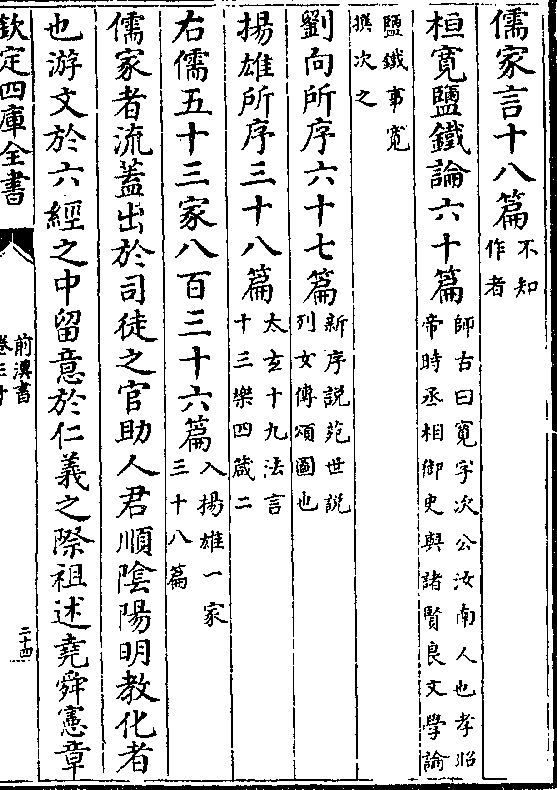 儒家言十八篇不知作者
桓寛鹽鐵論六十篇師古曰寛字次公汝南人也孝昭帝時丞相御史與諸賢良文學論
鹽鐵事寛撰次之
劉向所序六十七篇新序説苑世説列女傳頌圖也
揚雄所序三十八篇太玄十九法言十三樂四箴二
右儒五十三家八百三十六篇入揚雄一家三十八篇
儒家者流蓋出於司徒之官助人君順陰陽明教化者
也游文於六經之中留意於仁義之際祖述堯舜憲章
欽定四庫全書
前漢書
卷三十
二十四